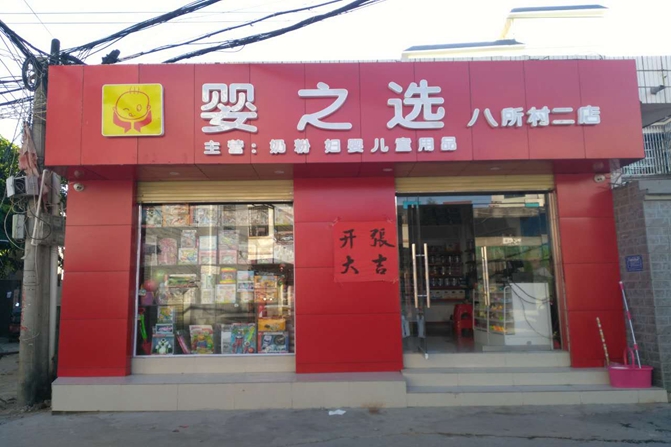 婴之选 八所村二店
主营：奶粉 妇婴儿童用品
开張
大吉